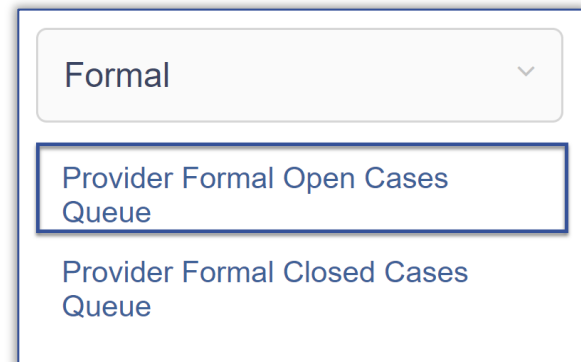 Formal
Provider Formal Open Cases
Queue
Provider Formal Closed Cases
Queue